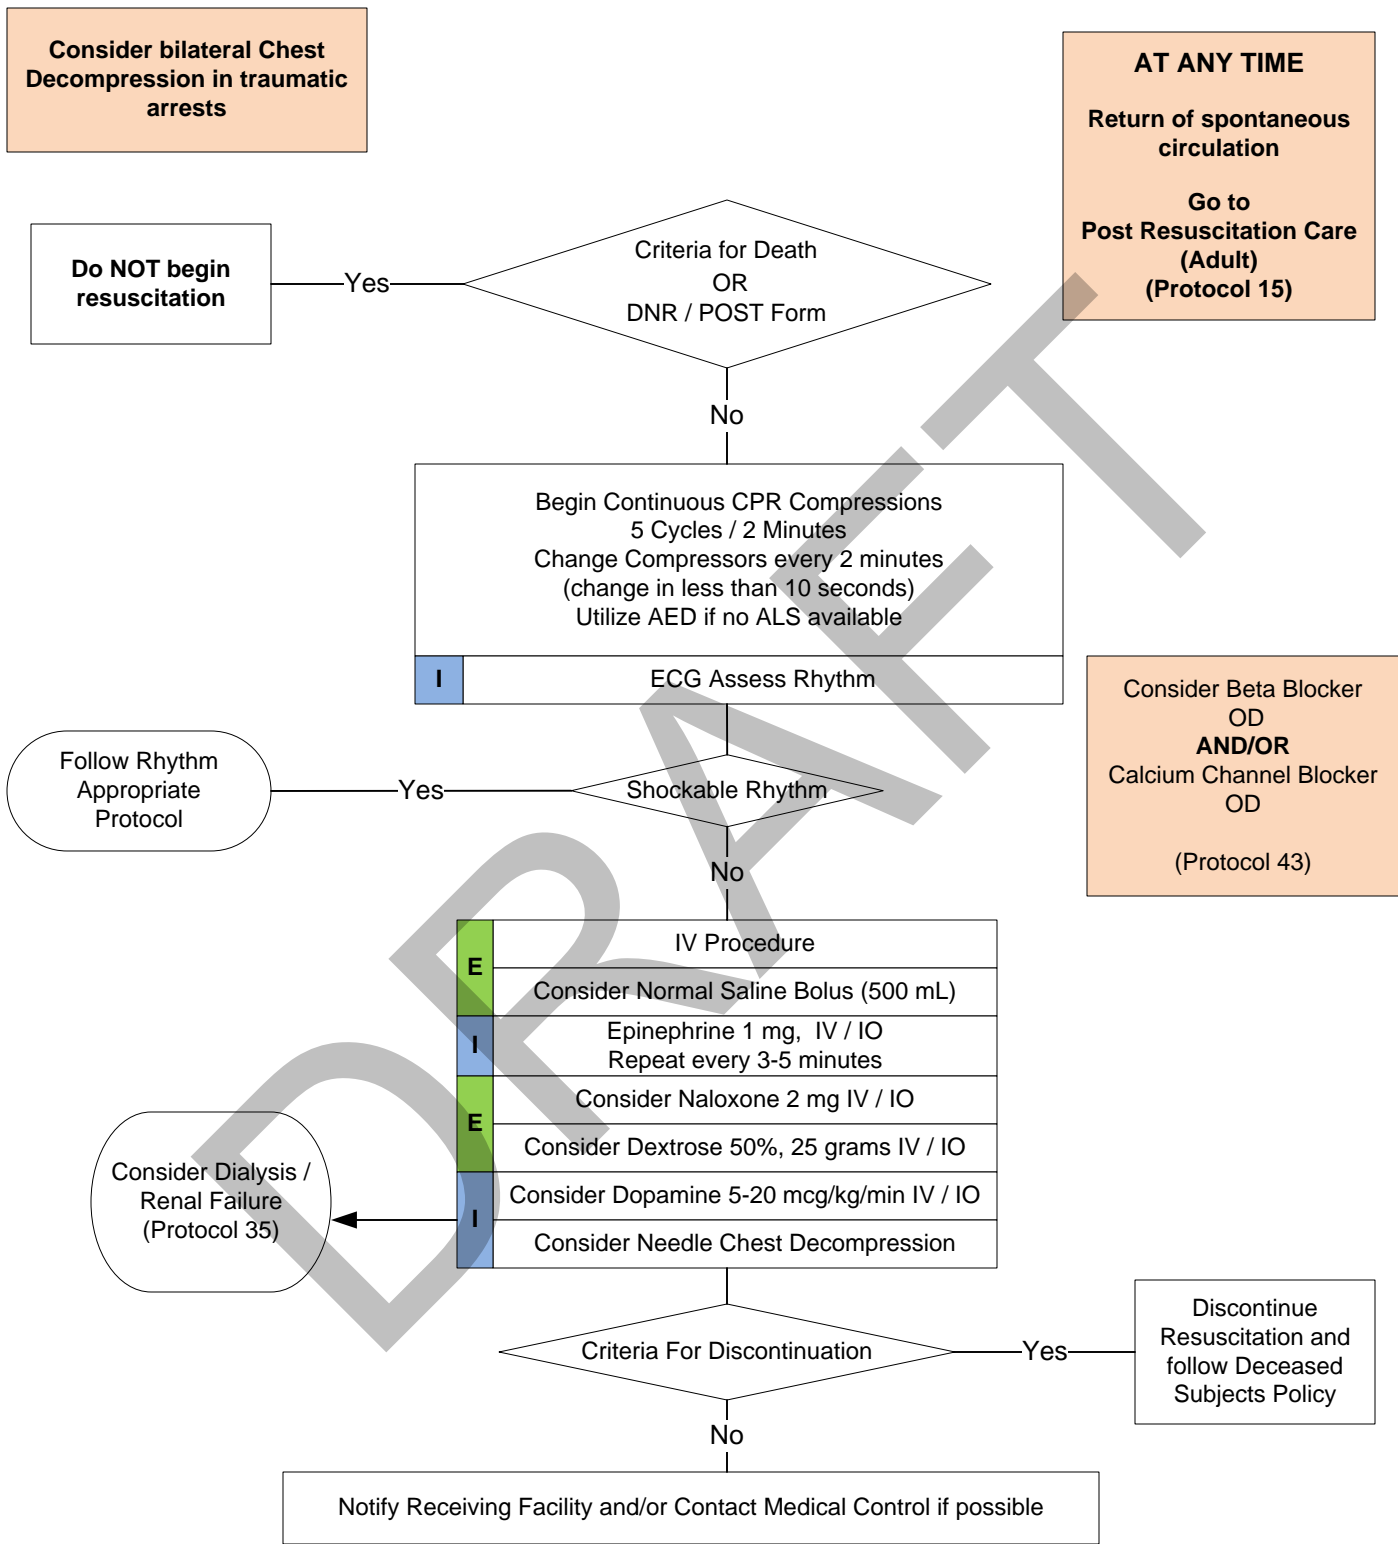 Consider bilateral Chest
Decompression in traumatic
arrests
AT ANY TIME
Return of spontaneous
circulation
Go to
Post Resuscitation Care
(Adult)
(Protocol 15)
Do NOT begin
resuscitation
Yes
Criteria for Death
OR
DNR / POST Form
No
Begin Continuous CPR Compressions
5 Cycles / 2 Minutes
Change Compressors every 2 minutes
(change in less than 10 seconds)
Utilize AED if no ALS available
I
ECG Assess Rhythm
Consider Beta Blocker
OD
AND/OR
Calcium Channel Blocker
OD
(Protocol 43)
Follow Rhythm
Appropriate
Protocol
Yes
Shockable Rhythm
No
E
IV Procedure
Consider Normal Saline Bolus (500 mL)
I
Epinephrine 1 mg,  IV / IO
Repeat every 3-5 minutes
E
Consider Naloxone 2 mg IV / IO
Consider Dextrose 50%, 25 grams IV / IO
I
Consider Dopamine 5-20 mcg/kg/min IV / IO
Consider Needle Chest Decompression
Consider Dialysis /
Renal Failure
(Protocol 35)
Criteria For Discontinuation
Yes
Discontinue
Resuscitation and
follow Deceased
Subjects Policy
No
Notify Receiving Facility and/or Contact Medical Control if possible
DRAFT